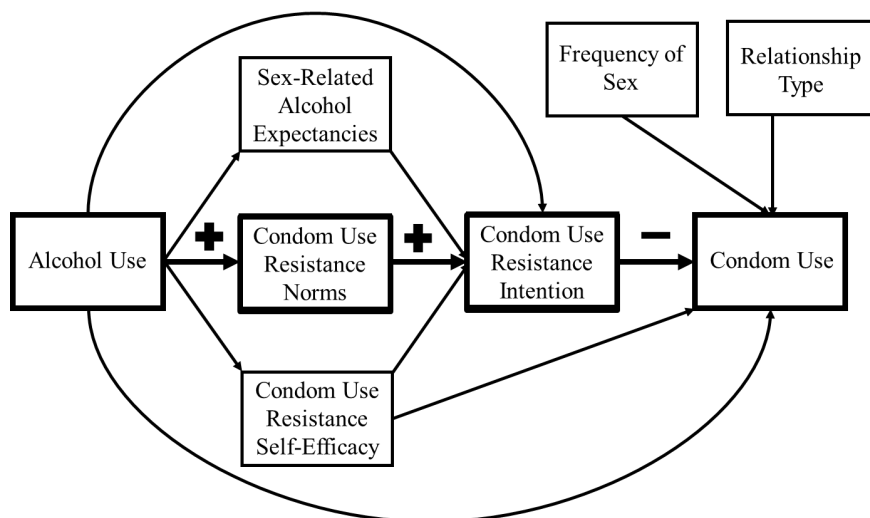 Frequency of
Sex
Relationship
Type
Sex-Related
Alcohol
Expectancies
Alcohol Use
+
Condom Use
Resistance
Norms
+
Condom Use
Resistance
Intention
−
Condom Use
Condom Use
Resistance
Self-Efficacy